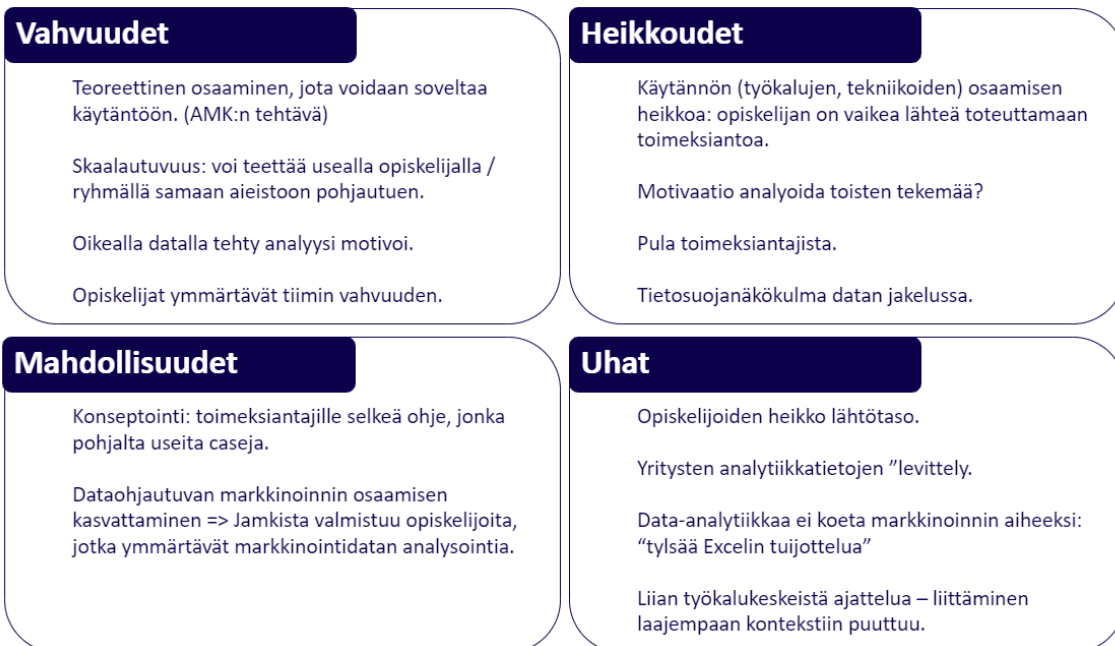 Vahvuudet
Teoreettinen osaaminen, jota voidaan soveltaa
käytäntöön. (AMK:n tehtävä)
Skaalautuvuus: voi teettää usealla opiskelijalla /
ryhmällä samaan aieistoon pohjautuen.
Oikealla datalla tehty analyysi motivoi.
Opiskelijat ymmärtävät tiimin vahvuuden.
Heikkoudet
Käytännön (työkalujen, tekniikoiden) osaamisen
heikkoa: opiskelijan on vaikea lähteä toteuttamaan
toimeksiantoa.
Motivaatio analyoida toisten tekemää?
Pula toimeksiantajista.
Tietosuojanäkökulma datan jakelussa.
Mahdollisuudet
Konseptointi: toimeksiantajille selkeä ohje, jonka
pohjalta useita caseja.
Dataohjautuvan markkinoinnin osaamisen
kasvattaminen => Jamkista valmistuu opiskelijoita,
jotka ymmärtävät markkinointidatan analysointia.
Uhat
Opiskelijoiden heikko lähtötaso.
Yritysten analytiikkatietojen ”levittely.
Data-analytiikkaa ei koeta markkinoinnin aiheeksi:
“tylsää Excelin tuijottelua”
Liian työkalukeskeistä ajattelua – liittäminen
laajempaan kontekstiin puuttuu.